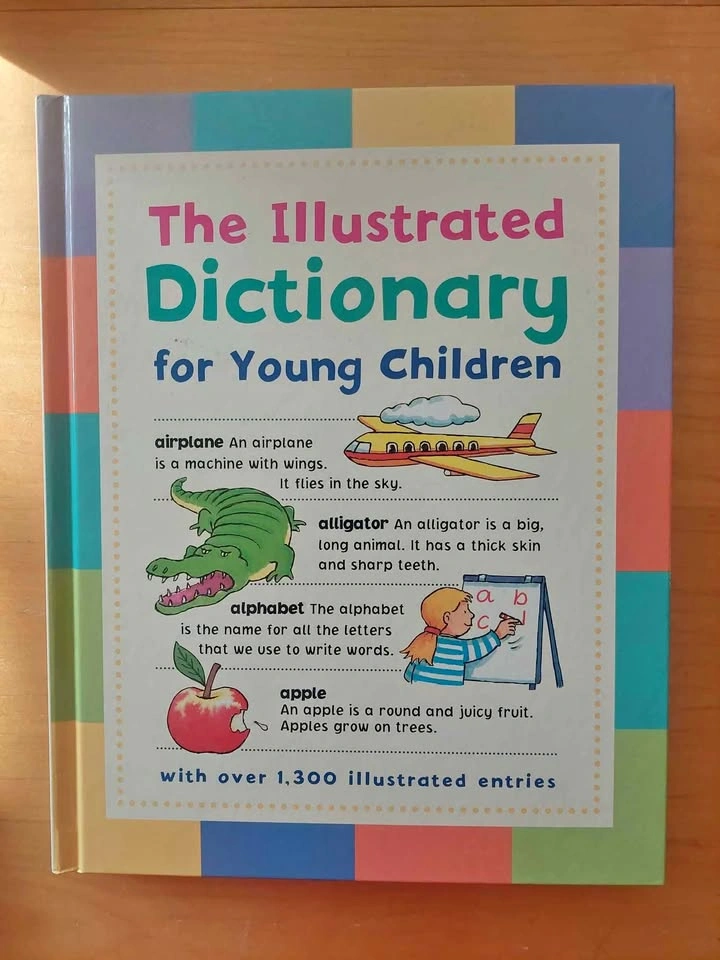 The Illustrated
Dictionary
for Young Children
airplane An airplane
is a machine with wings.
It flies in the sky.
alligator An alligator is a big,
long animal. It has a thick skin
and sharp teeth.
alphabet The alphabet
is the name for all the letters
that we use to write words.
a b
c
apple
An apple is a round and juicy fruit.
Apples grow on trees.
with over 1,300 illustrated entries